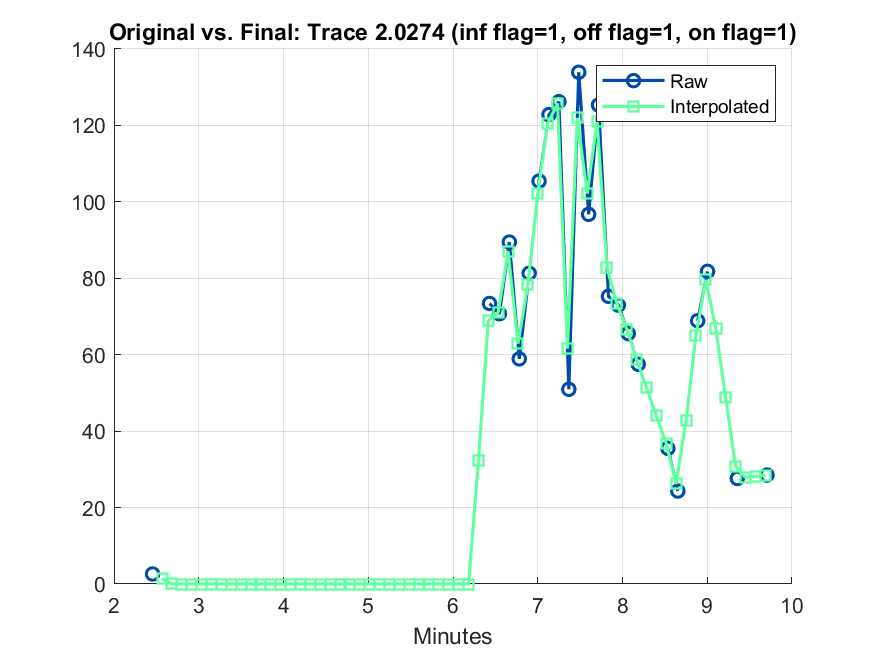 Original vs. Final: Trace 2.0274 (inf flag=1, off flag=1, on flag=1)
140
120
100
80
60
40
20
0
Raw
Interpolated
2 3 4 5 6 7 8 9 10
Minutes